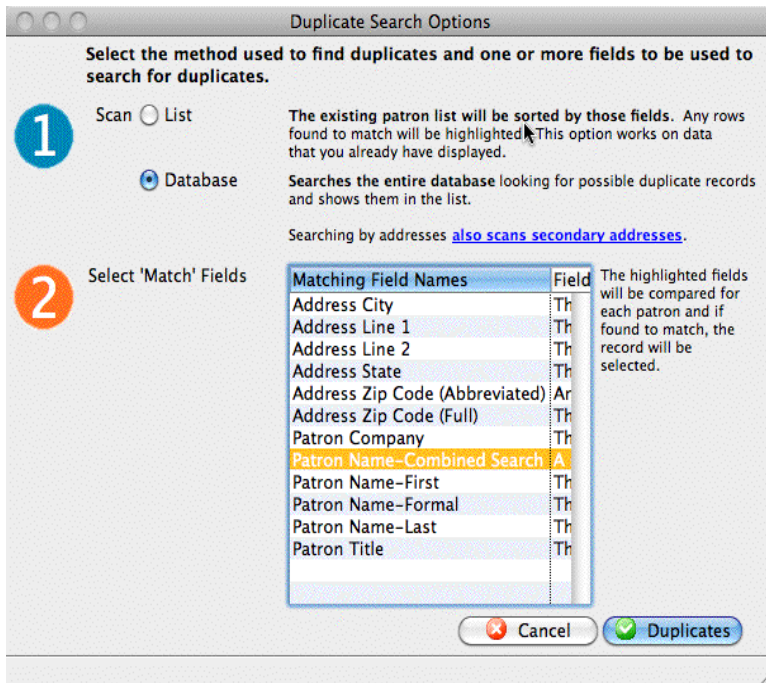 Duplicate Search Options
Select the method used to find duplicates and one or more fields to be used to
search for duplicates.
1
Scan List
The existing patron list will be sorted by those fields. Any rows
found to match will be highlighted. This option works on data
that you already have displayed.
Database
Searches the entire database looking for possible duplicate records
and shows them in the list.
Searching by addresses also scans secondary addresses.
2
Select 'Match' Fields
Matching Field Names Field
Address City Th
Address Line 1 Th
Address Line 2 Th
Address State Th
Address Zip Code (Abbreviated) An
Address Zip Code (Full) Th
Patron Company Th
Patron Name-Combined Search A
Patron Name-First Th
Patron Name-Formal Th
Patron Name-Last Th
Patron Title Th
The highlighted fields
will be compared for
each patron and if
found to match, the
record will be
selected.
Cancel Duplicates